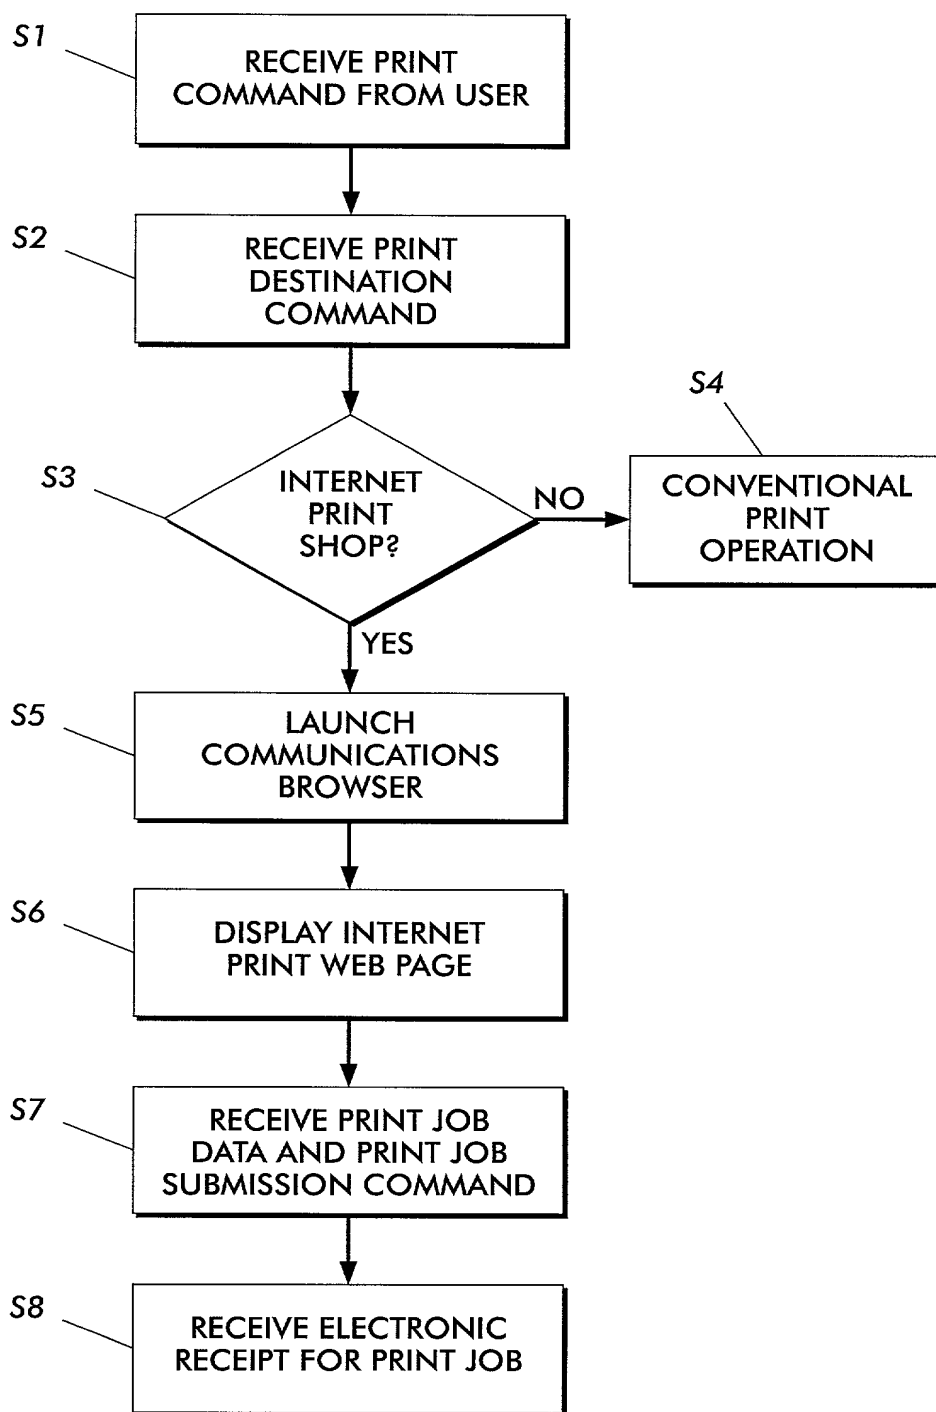 S1
RECEIVE PRINT
COMMAND FROM USER
S2
RECEIVE PRINT
DESTINATION
COMMAND
S3
INTERNET
PRINT
SHOP?
NO
S4
CONVENTIONAL
PRINT
OPERATION
YES
S5
LAUNCH
COMMUNICATIONS
BROWSER
S6
DISPLAY INTERNET
PRINT WEB PAGE
S7
RECEIVE PRINT JOB
DATA AND PRINT JOB
SUBMISSION COMMAND
S8
RECEIVE ELECTRONIC
RECEIPT FOR PRINT JOB